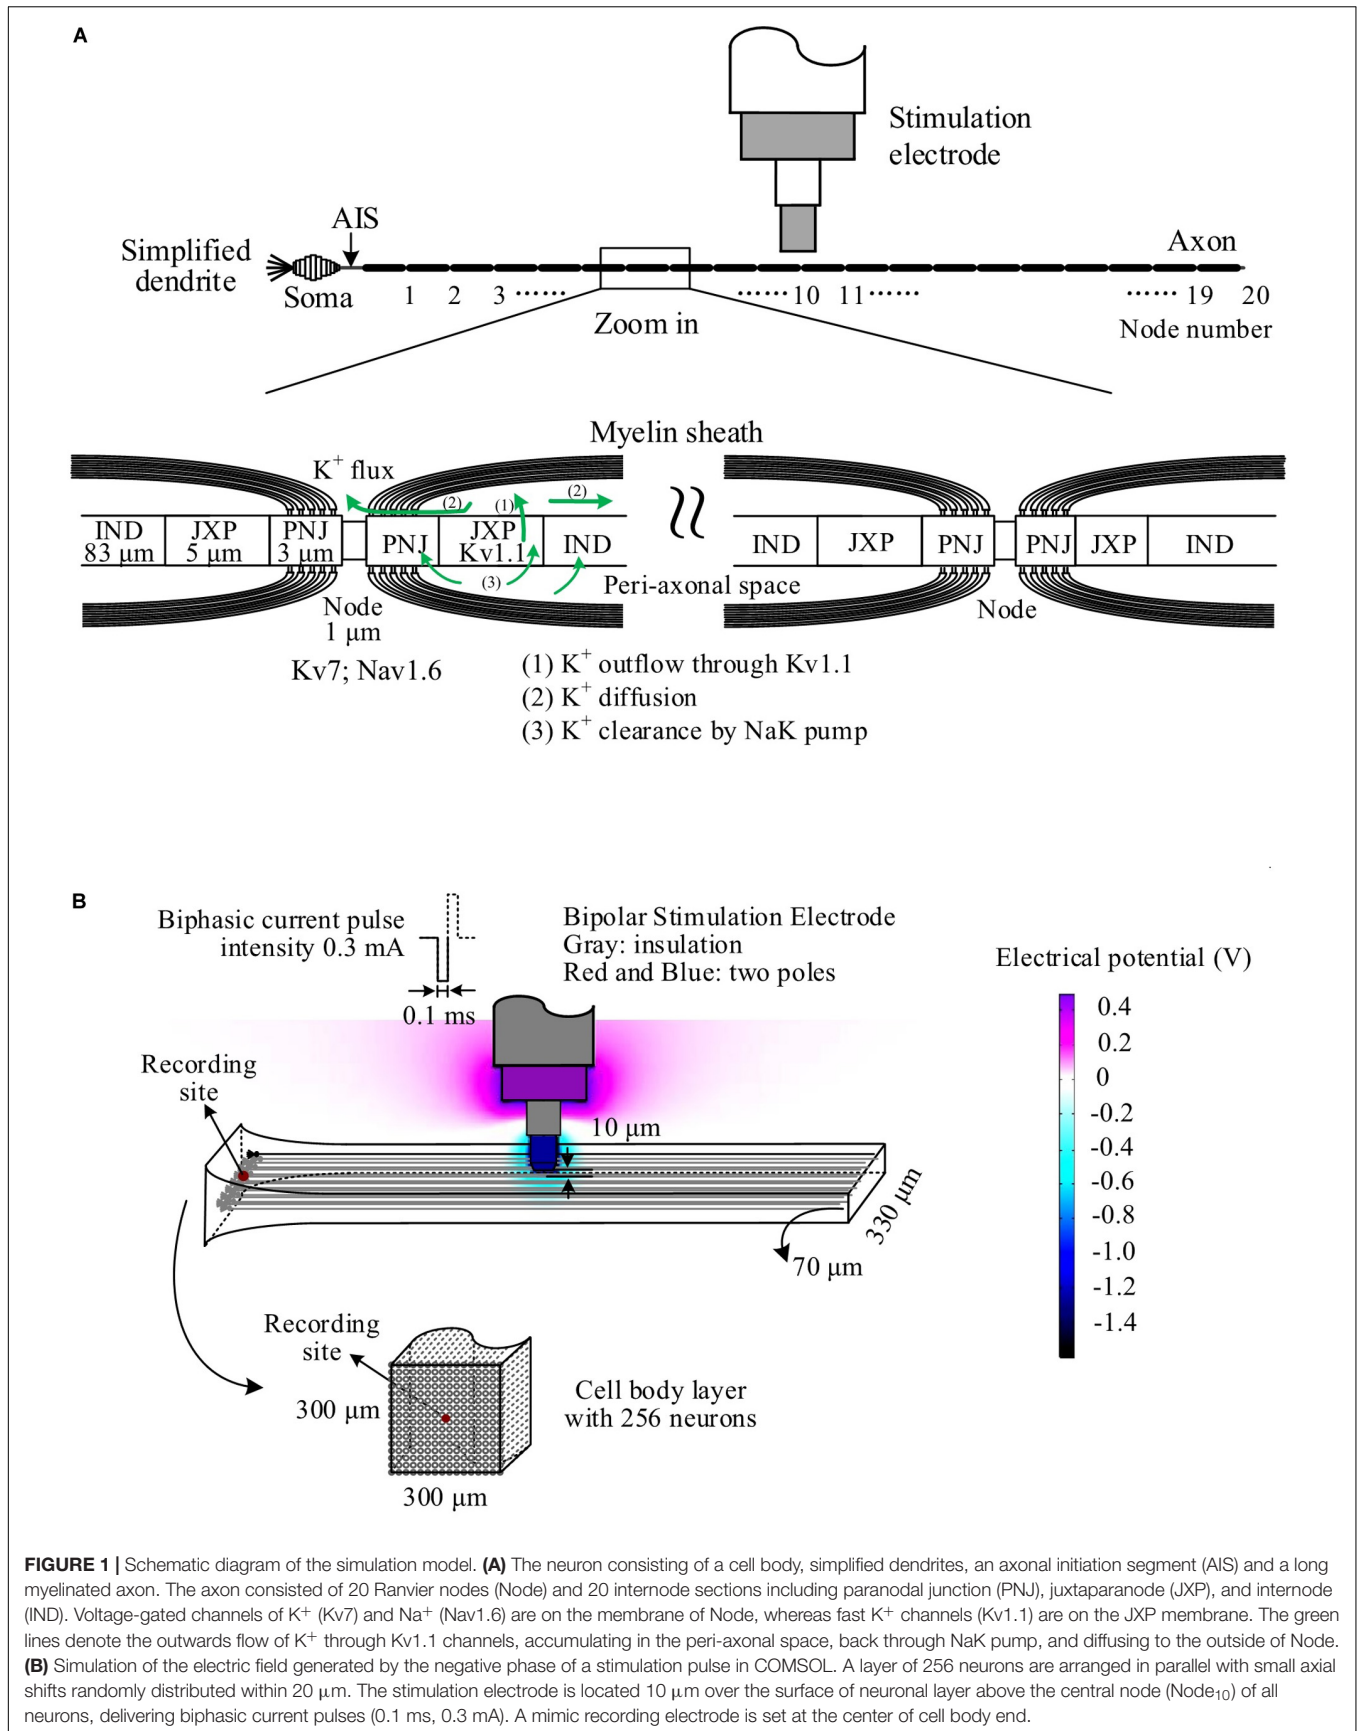 A
Stimulation
electrode
AIS
Simplified
dendrite
Soma
Axon
1 2 3 ······ ······ 10 11 ······ ······ 19 20
Zoom in
Node number
Myelin sheath
K+ flux
(2) (1) (2)
IND
83 μm
JXP
5 μm
PNJ
3 μm
PNJ
JXP
Kv1.1
IND
IND
JXP
PNJ
PNJ
JXP
IND
(3)
Peri-axonal space
Node
1 μm
Node
Kv7; Nav1.6
(1) K+ outflow through Kv1.1
(2) K+ diffusion
(3) K+ clearance by NaK pump
B
Biphasic current pulse
intensity 0.3 mA
0.1 ms
Bipolar Stimulation Electrode
Gray: insulation
Red and Blue: two poles
Electrical potential (V)
0.4
0.2
0
-0.2
-0.4
-0.6
-0.8
-1.0
-1.2
-1.4
Recording
site
10 μm
330 μm
70 μm
Recording
site
300 μm
300 μm
Cell body layer
with 256 neurons
FIGURE 1 | Schematic diagram of the simulation model. (A) The neuron consisting of a cell body, simplified dendrites, an axonal initiation segment (AIS) and a long
myelinated axon. The axon consisted of 20 Ranvier nodes (Node) and 20 internode sections including paranodal junction (PNJ), juxtaparanode (JXP), and internode
(IND). Voltage-gated channels of K+ (Kv7) and Na+ (Nav1.6) are on the membrane of Node, whereas fast K+ channels (Kv1.1) are on the JXP membrane. The green
lines denote the outwards flow of K+ through Kv1.1 channels, accumulating in the peri-axonal space, back through NaK pump, and diffusing to the outside of Node.
(B) Simulation of the electric field generated by the negative phase of a stimulation pulse in COMSOL. A layer of 256 neurons are arranged in parallel with small axial
shifts randomly distributed within 20 μm. The stimulation electrode is located 10 μm over the surface of neuronal layer above the central node (Node10) of all
neurons, delivering biphasic current pulses (0.1 ms, 0.3 mA). A mimic recording electrode is set at the center of cell body end.